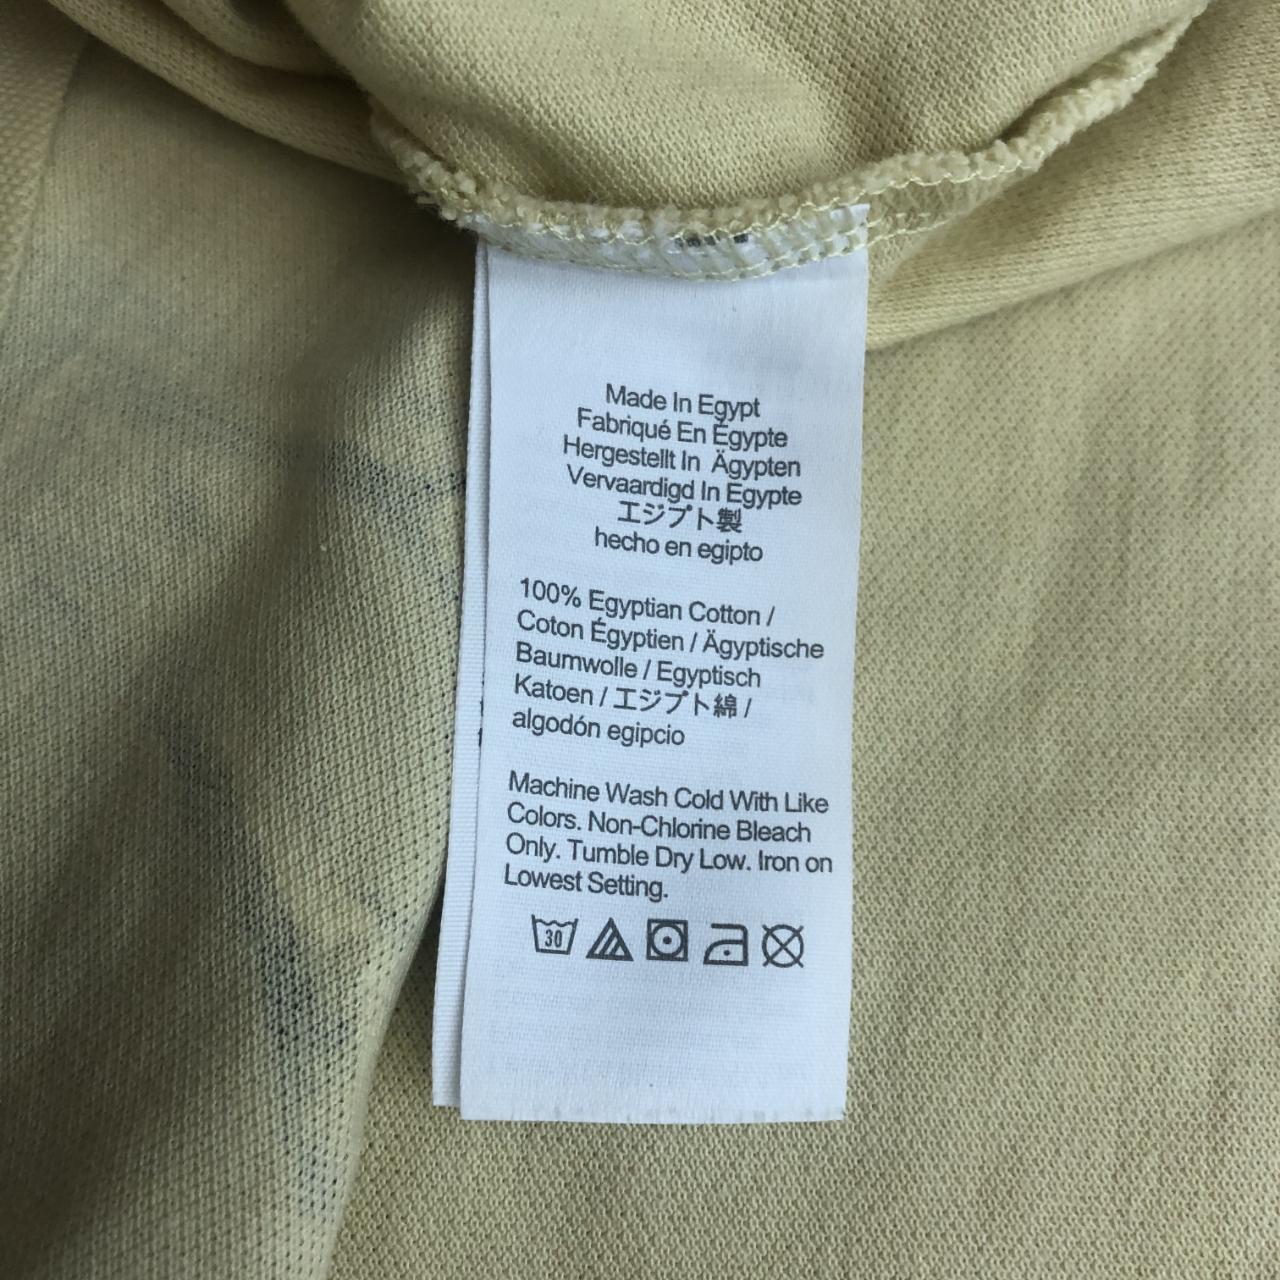 Made In Egypt
Fabriqué En Égypte
Hergestellt In Ägypten
Vervaardigd In Egypte
エジプト製
hecho en egipto
100% Egyptian Cotton /
Coton Égyptien / Ägyptische
Baumwolle / Egyptisch
Katoen / エジプト綿 /
algodón egipcio
Machine Wash Cold With Like
Colors. Non-Chlorine Bleach
Only. Tumble Dry Low. Iron on
Lowest Setting.
30